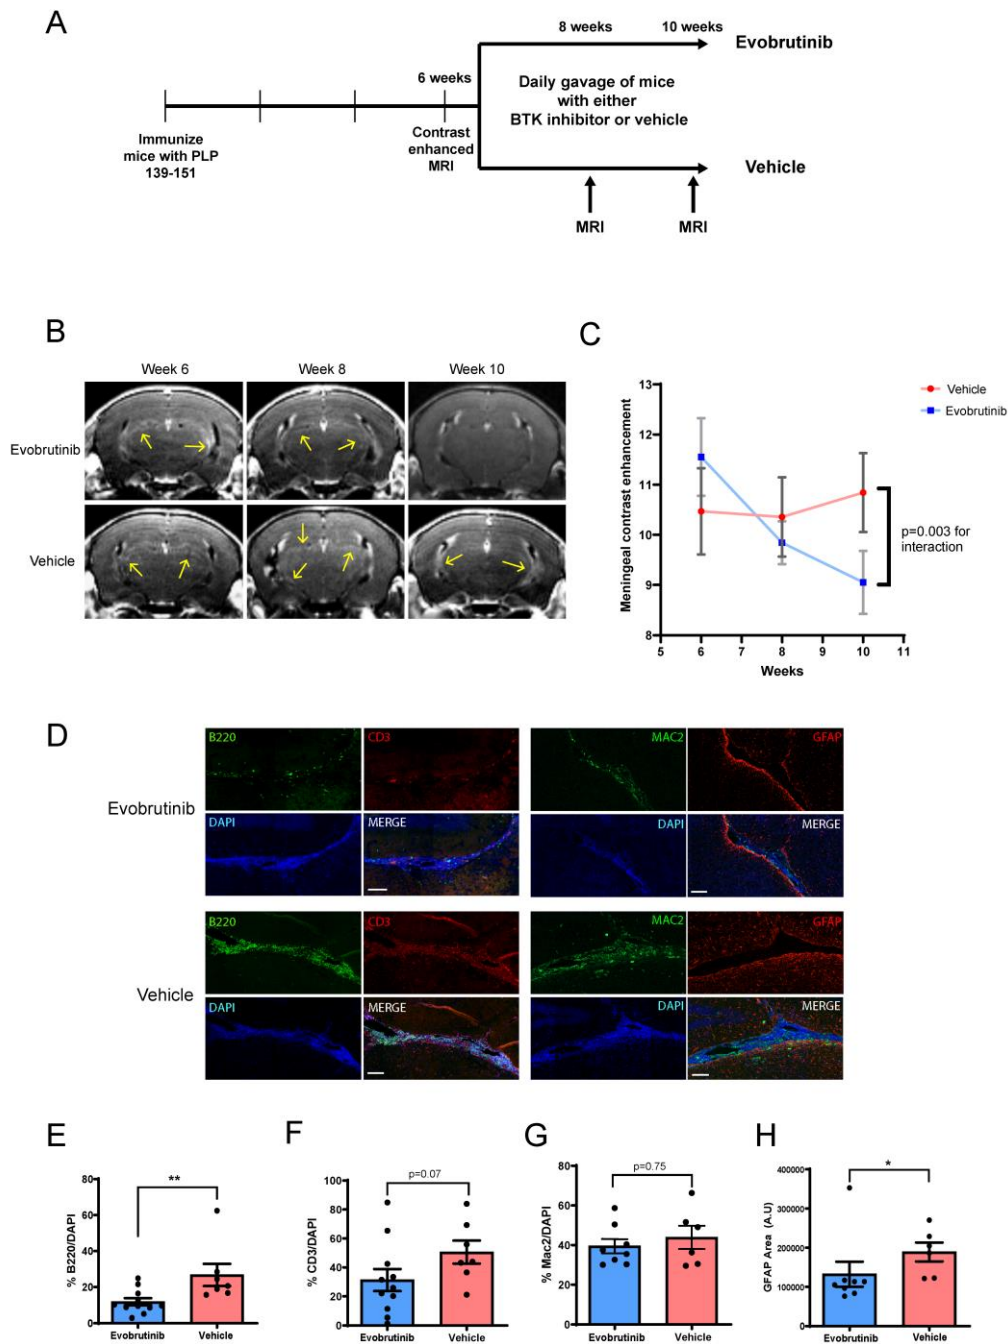 A
8 weeks
10 weeks
Evobrutinib
6 weeks
Daily gavage of mice
with either
BTK inhibitor or vehicle
Immunize
mice with PLP
139-151
Contrast
enhanced
MRI
Vehicle
MRI
MRI
B
Week 6
Week 8
Week 10
Evobrutinib
Vehicle
C
Meningeal contrast enhancement
13
12
11
10
9
8
5
6
7
8
9
10
11
Weeks
Vehicle
Evobrutinib
p=0.003 for
interaction
D
Evobrutinib
B220
CD3
MAC2
GFAP
DAPI
MERGE
DAPI
MERGE
Vehicle
B220
CD3
MAC2
GFAP
DAPI
MERGE
DAPI
MERGE
E
% B220/DAPI
80
60
40
20
0
**
Evobrutinib
Vehicle
F
% CD3/DAPI
100
80
60
40
20
0
p=0.07
Evobrutinib
Vehicle
G
% Mac2/DAPI
80
60
40
20
0
p=0.75
Evobrutinib
Vehicle
H
GFAP Area (A.U)
400000
300000
200000
100000
0
*
Evobrutinib
Vehicle